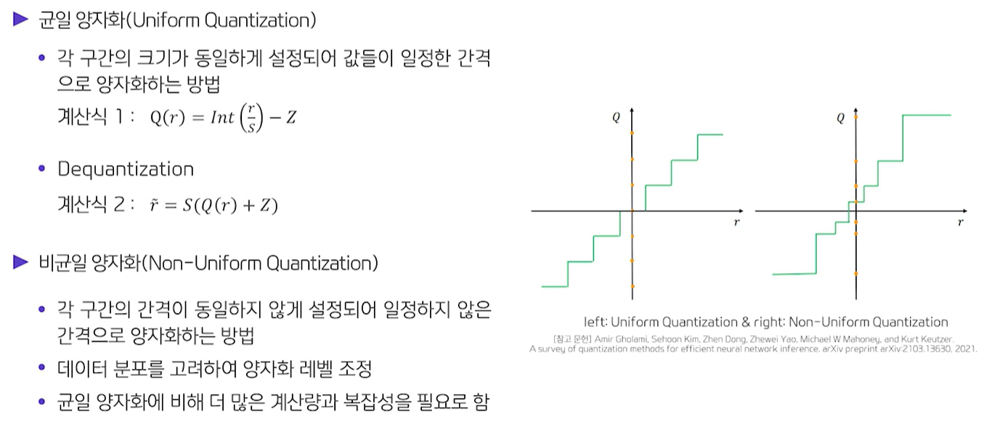 ▶ 균일 양자화(Uniform Quantization)
• 각 구간의 크기가 동일하게 설정되어 값들이 일정한 간격
으로 양자화하는 방법
계산식 1 : Q(r) = Int(r/S) − Z
• Dequantization
계산식 2 : r̃ = S(Q(r) + Z)
▶ 비균일 양자화(Non-Uniform Quantization)
• 각 구간의 간격이 동일하지 않게 설정되어 일정하지 않은
간격으로 양자화하는 방법
• 데이터 분포를 고려하여 양자화 레벨 조정
• 균일 양자화에 비해 더 많은 계산량과 복잡성을 필요로 함
Q
r
Q
r
left: Uniform Quantization & right: Non-Uniform Quantization
[참고 문헌] Amir Gholami, Sehoon Kim, Zhen Dong, Zhewei Yao, Michael W Mahoney, and Kurt Keutzer.
A survey of quantization methods for efficient neural network inference. arXiv preprint arXiv:2103.13630, 2021.